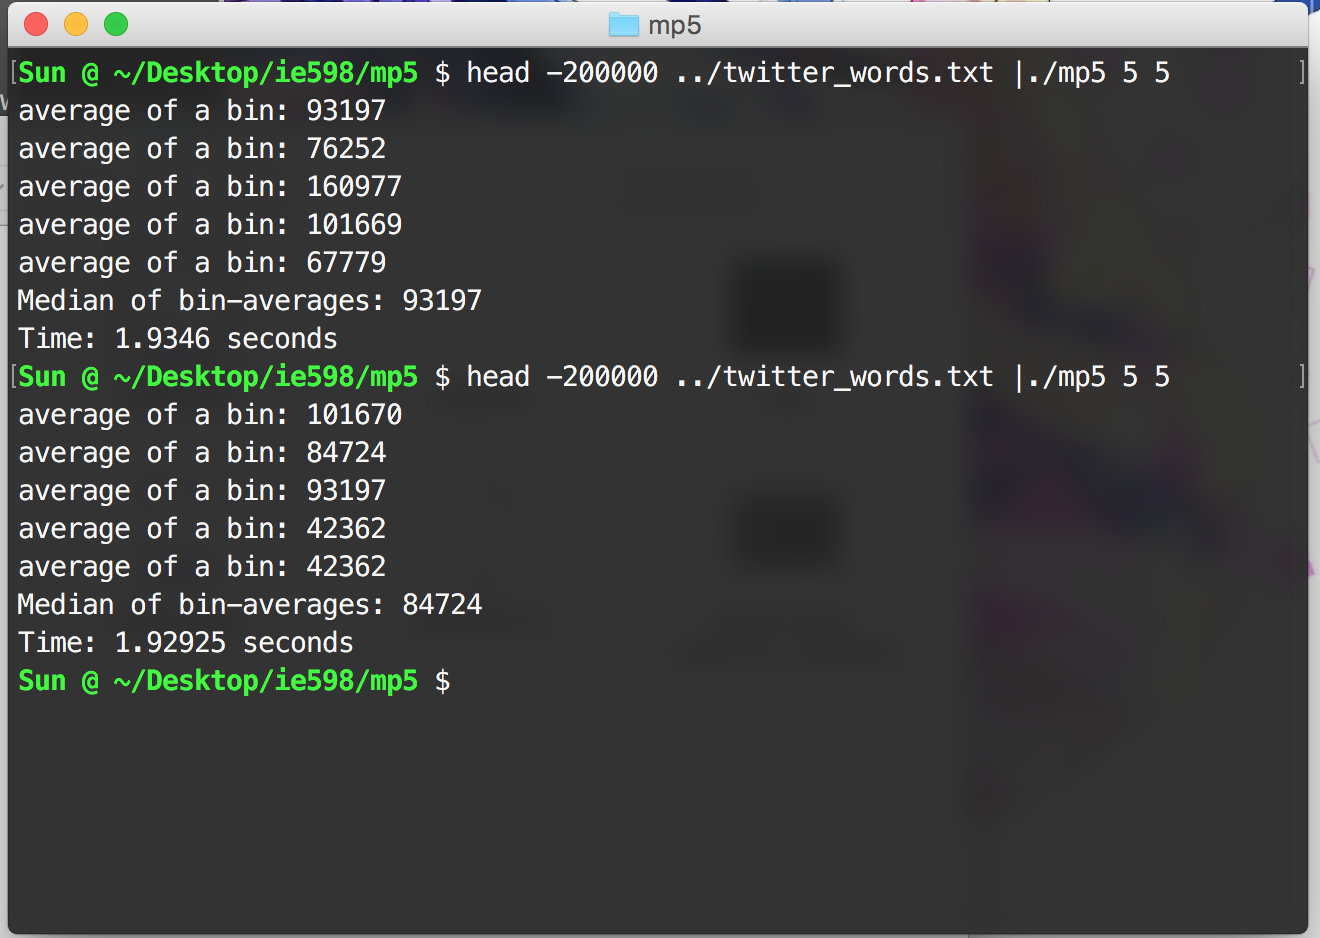 mp5
[Sun @ ~/Desktop/ie598/mp5 $ head -200000 ../twitter_words.txt |./mp5 5 5 ]
average of a bin: 93197
average of a bin: 76252
average of a bin: 160977
average of a bin: 101669
average of a bin: 67779
Median of bin-averages: 93197
Time: 1.9346 seconds
[Sun @ ~/Desktop/ie598/mp5 $ head -200000 ../twitter_words.txt |./mp5 5 5 ]
average of a bin: 101670
average of a bin: 84724
average of a bin: 93197
average of a bin: 42362
average of a bin: 42362
Median of bin-averages: 84724
Time: 1.92925 seconds
Sun @ ~/Desktop/ie598/mp5 $